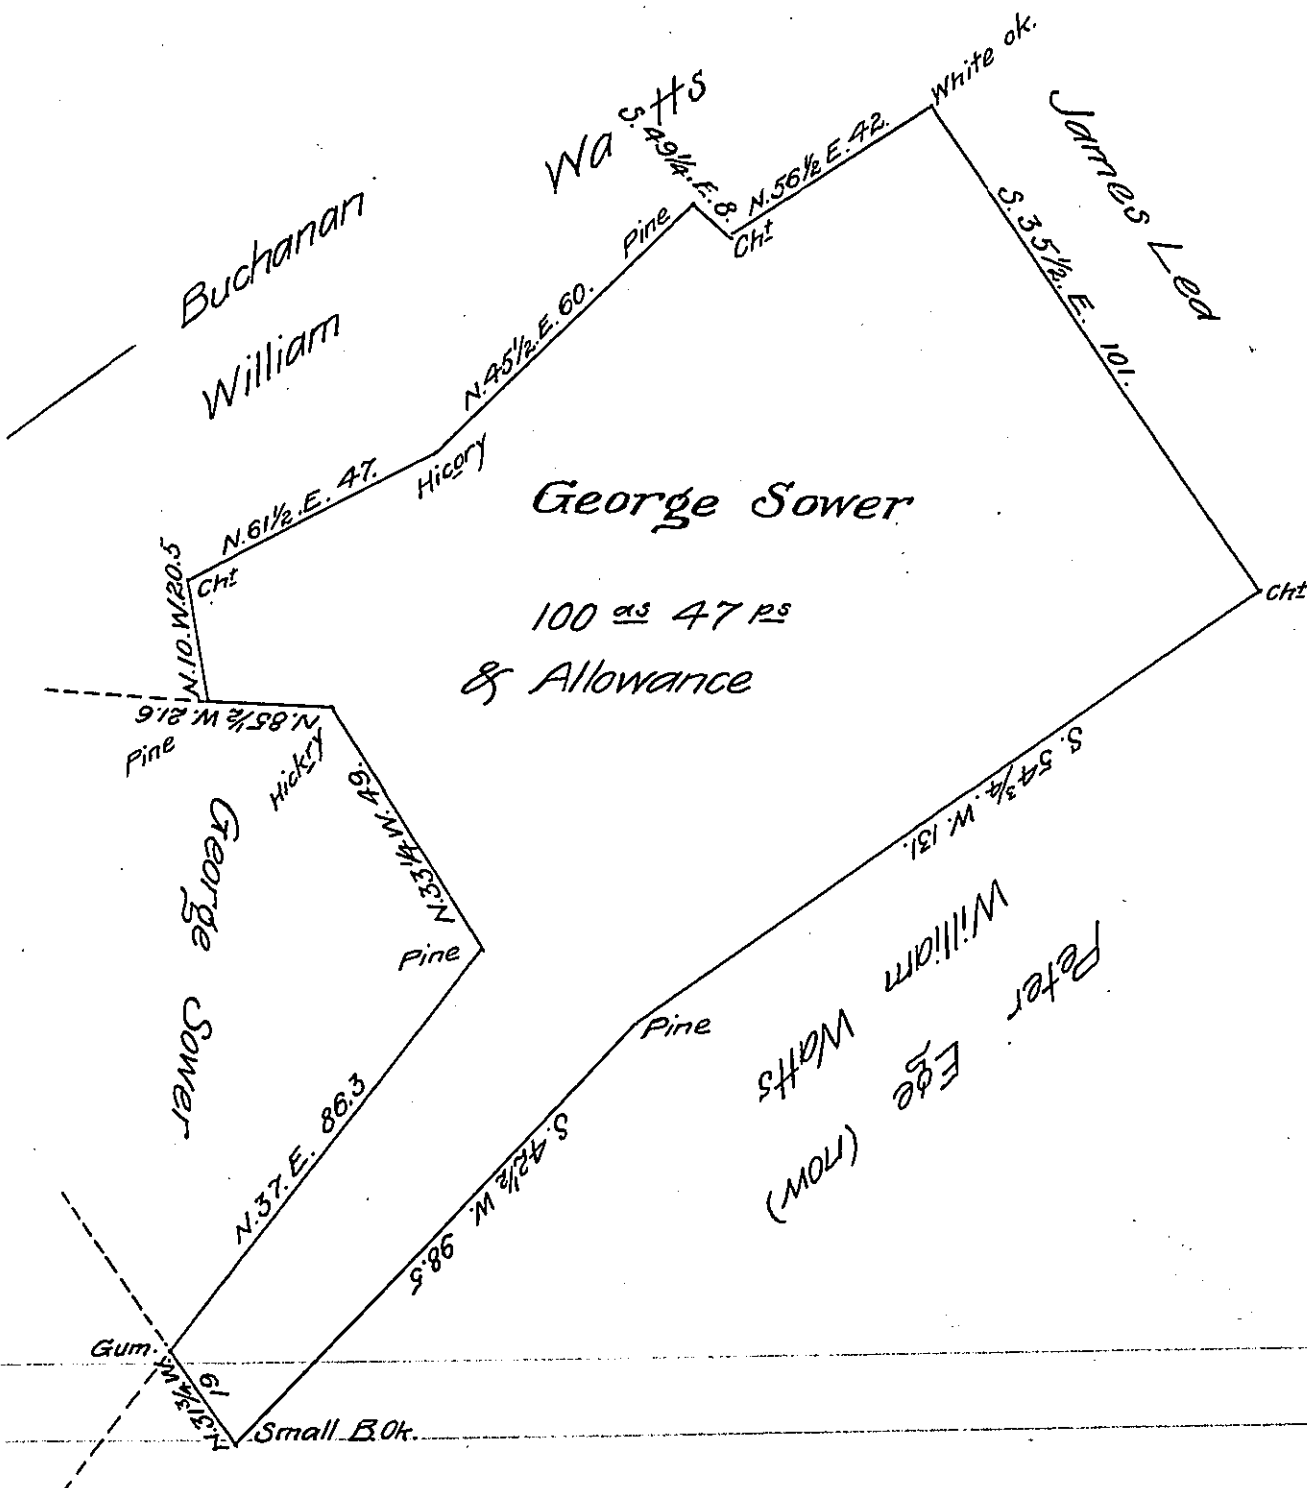 White ok.
Watts
S. 49¼. E. 8.
N. 56½ E. 42.
James Led
Buchanan
William
Pine
Cht
S. 35½. E. 101.
N. 45½. E. 60.
Hicory
N. 61½. E. 47.
George Sower
Cht
N. 10. W. 20.5
Cht
100 as 47 ps
& Allowance
N. 85½ W. 21.6
Pine
Hickry
N. 33¼ W. 49.
S. 54¾. W. 131.
George Sower
Pine
William Watts
Peter Ege (now)
Pine
N. 37. E. 86.3
S. 42½ W. 98.5
Gum.
N. 31¾ W. 19
Small B.Ok.